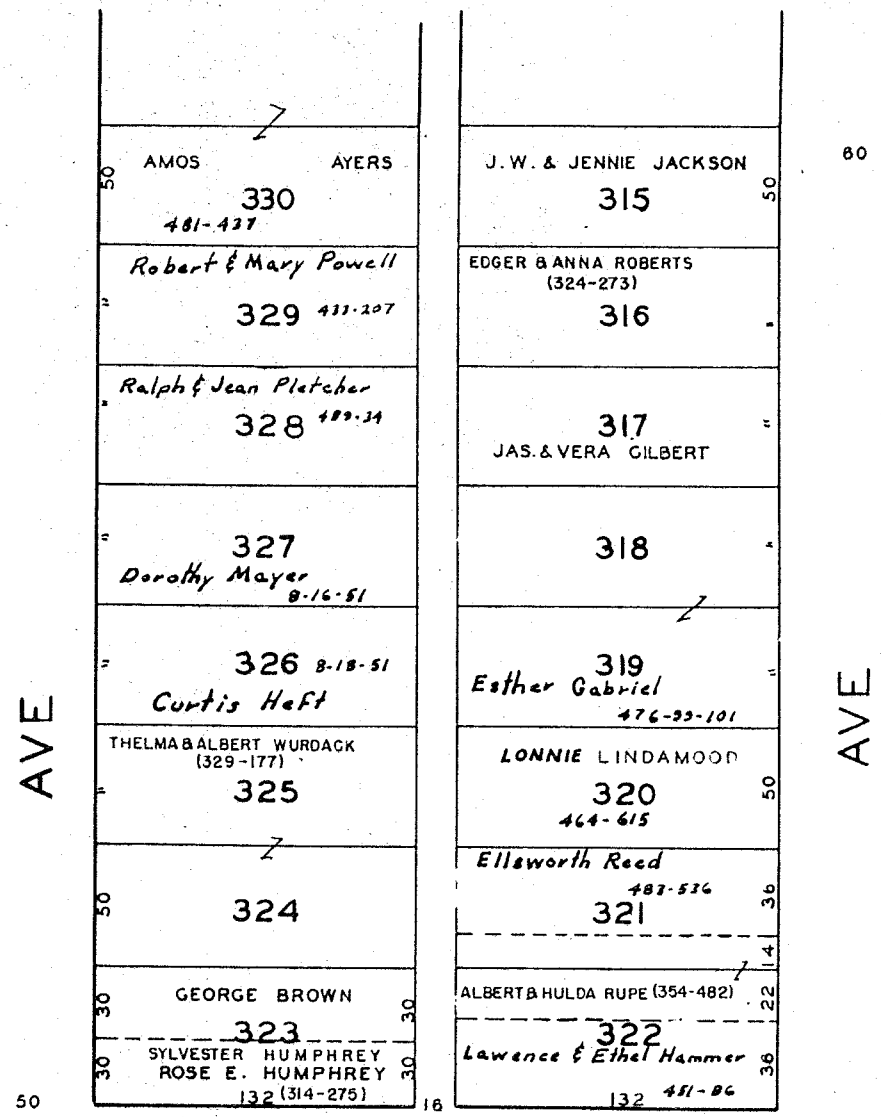 AMOS AYERS
50
330
481-437
Robert & Mary Powell
"
329 433-207
Ralph & Jean Pletcher
"
328 489-34
"
327
Dorothy Mayer
8-16-51
"
326 8-18-51
Curtis Heft
AVE
THELMA & ALBERT WURDACK
(329-177)
"
325
50
324
GEORGE BROWN
30 30
323
SYLVESTER HUMPHREY
30 ROSE E. HUMPHREY 30
132 (314-275)
50
16
60
J.W. & JENNIE JACKSON
50
315
EDGER & ANNA ROBERTS
(324-273)
316
"
317 "
JAS. & VERA GILBERT
318 "
319 "
Esther Gabriel
476-99-101
AVE
LONNIE LINDAMOOD
320 50
464-615
Ellsworth Reed
483-536
36
321
14
ALBERT & HULDA RUPE (354-482) 22
322
Lawence & Ethel Hammer 36
451-86
132